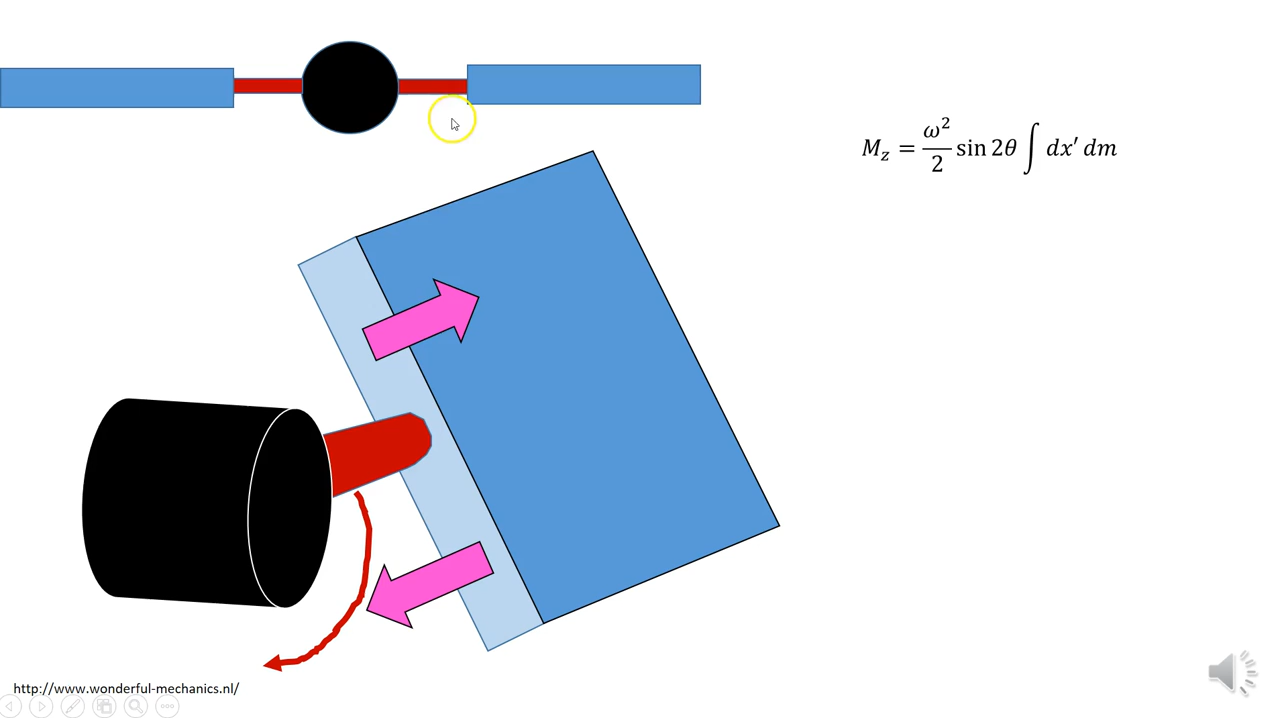 M_z = ω²/2 sin 2θ ∫ dx′ dm
http://www.wonderful-mechanics.nl/